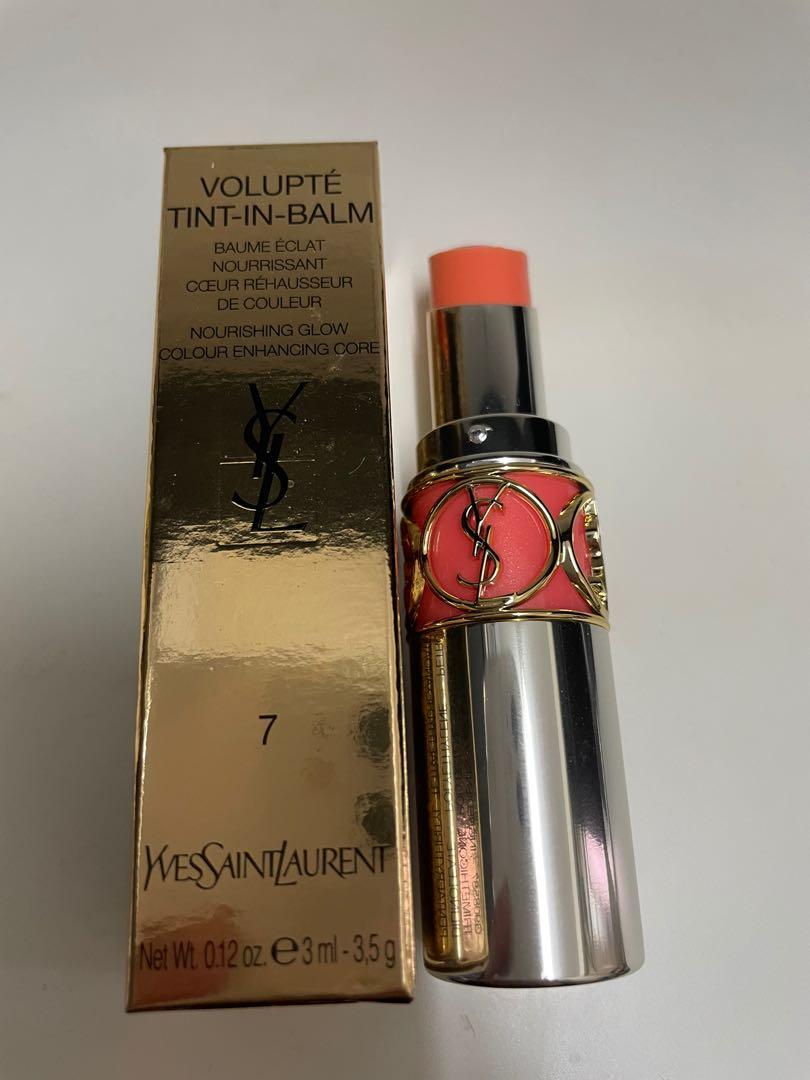 VOLUPTÉ
TINT-IN-BALM
BAUME ÉCLAT
NOURRISSANT
CŒUR RÉHAUSSEUR
DE COULEUR
NOURISHING GLOW
COLOUR ENHANCING CORE
YSL
7
YVESSAINTLAURENT
Net Wt. 0.12 oz. e 3 ml - 3,5 g
YSL